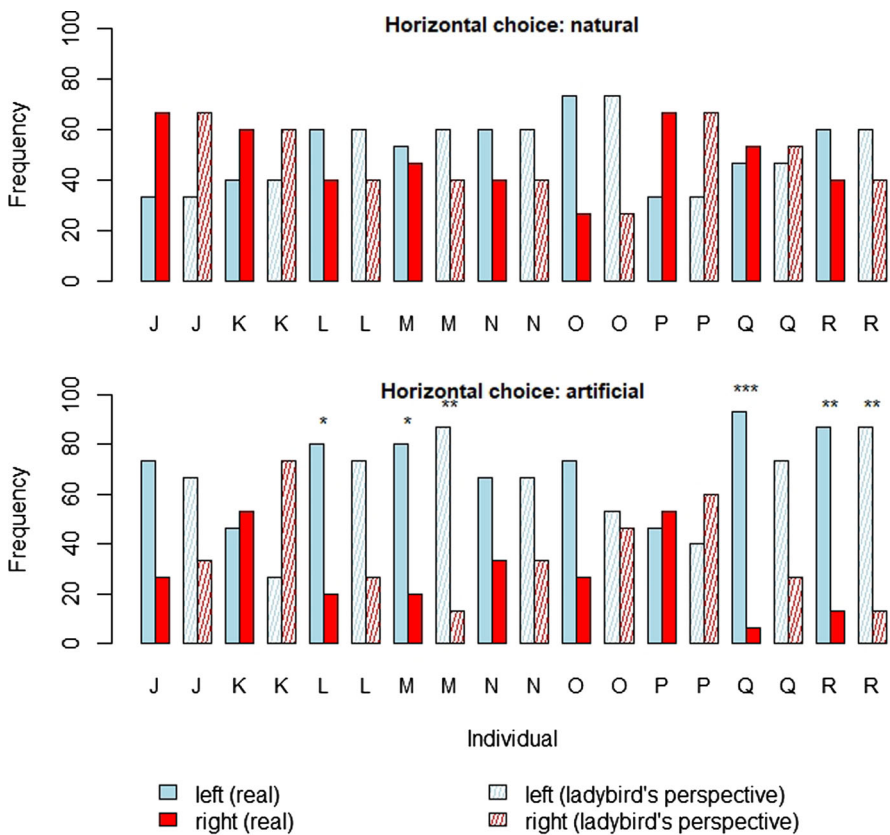 Horizontal choice: natural
Frequency
100
80
60
40
20
0
J J K K L L M M N N O O P P Q Q R R
Horizontal choice: artificial
Frequency
100
80
60
40
20
0
* * ** *** ** **
J J K K L L M M N N O O P P Q Q R R
Individual
left (real) left (ladybird's perspective)
right (real) right (ladybird's perspective)